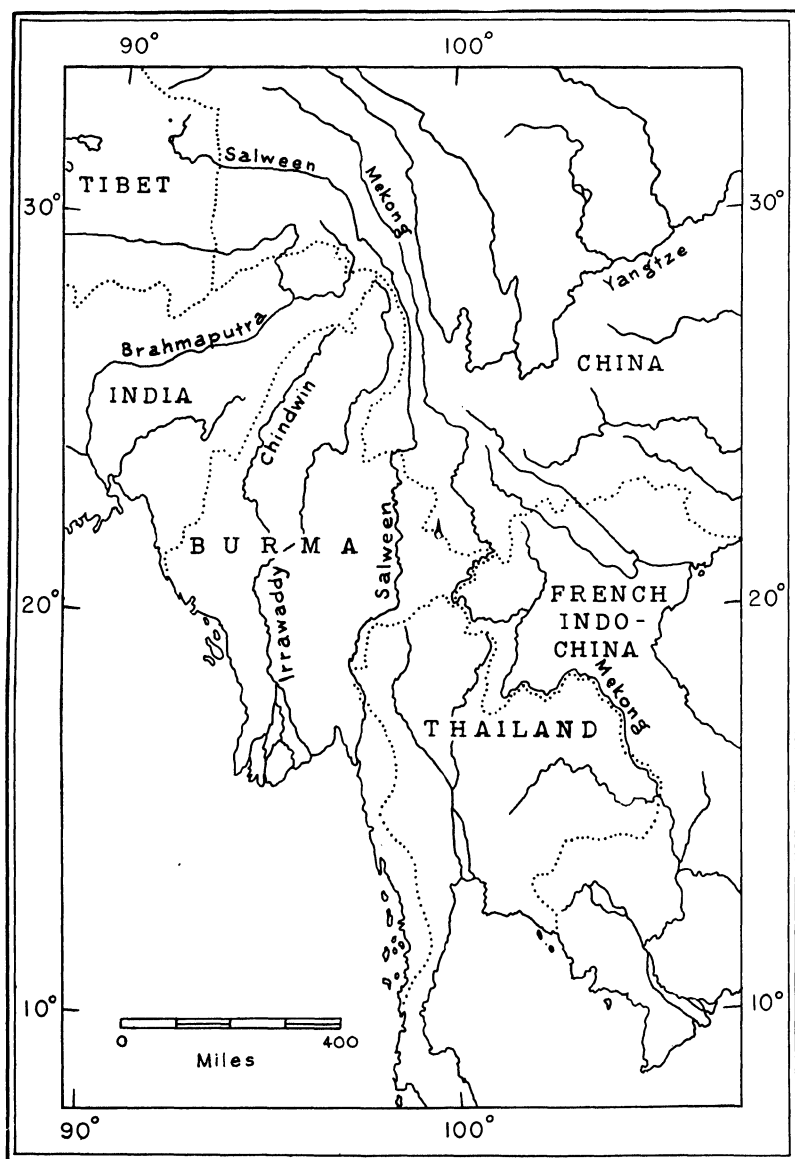 90°
100°
Salween
TIBET
Mekong
30°
30°
Yangtze
Brahmaputra
CHINA
INDIA
Chindwin
BURMA
Salween
20°
FRENCH
20°
INDO-
CHINA
Irrawaddy
Mekong
THAILAND
10°
10°
0
400
Miles
90°
100°